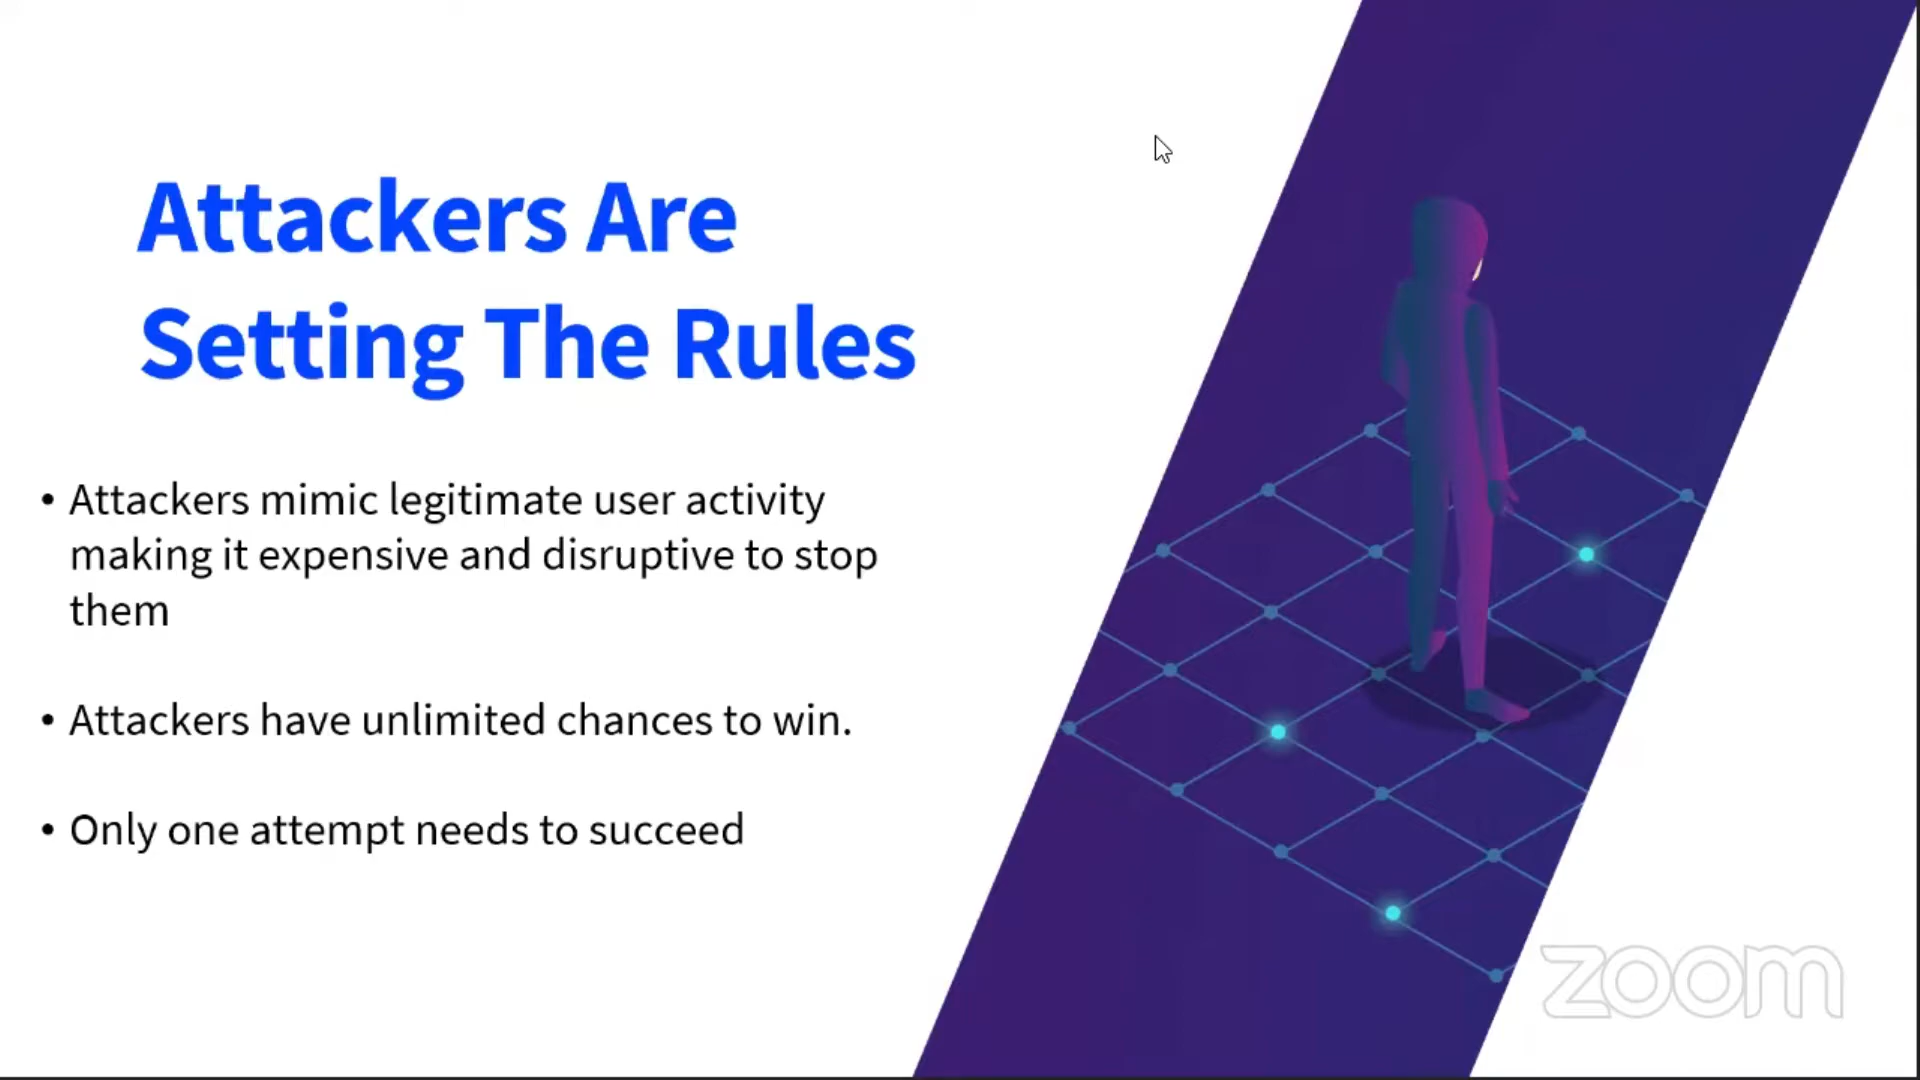 Attackers Are
Setting The Rules
• Attackers mimic legitimate user activity
making it expensive and disruptive to stop
them
• Attackers have unlimited chances to win.
• Only one attempt needs to succeed
zoom